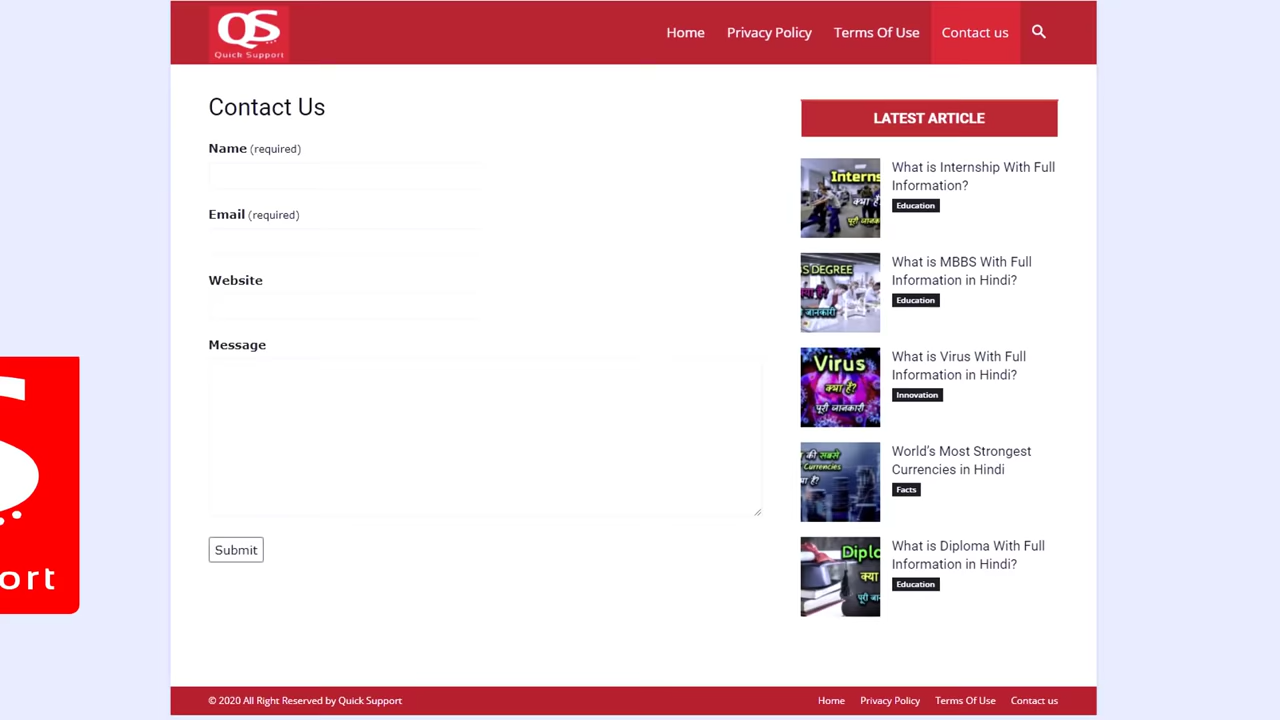 QS
Quick Support
Home
Privacy Policy
Terms Of Use
Contact us
Contact Us
Name (required)
Email (required)
Website
Message
Submit
LATEST ARTICLE
Interns
क्या है
पूरी जानका
What is Internship With Full
Information?
Education
S DEGREE
जानकारी
What is MBBS With Full
Information in Hindi?
Education
Virus
क्या है?
पूरी जानकारी
What is Virus With Full
Information in Hindi?
Innovation
की सबसे
Currencies
World’s Most Strongest
Currencies in Hindi
Facts
Diplo
क्या
पूरी जान
What is Diploma With Full
Information in Hindi?
Education
S
ort
© 2020 All Right Reserved by Quick Support
Home
Privacy Policy
Terms Of Use
Contact us